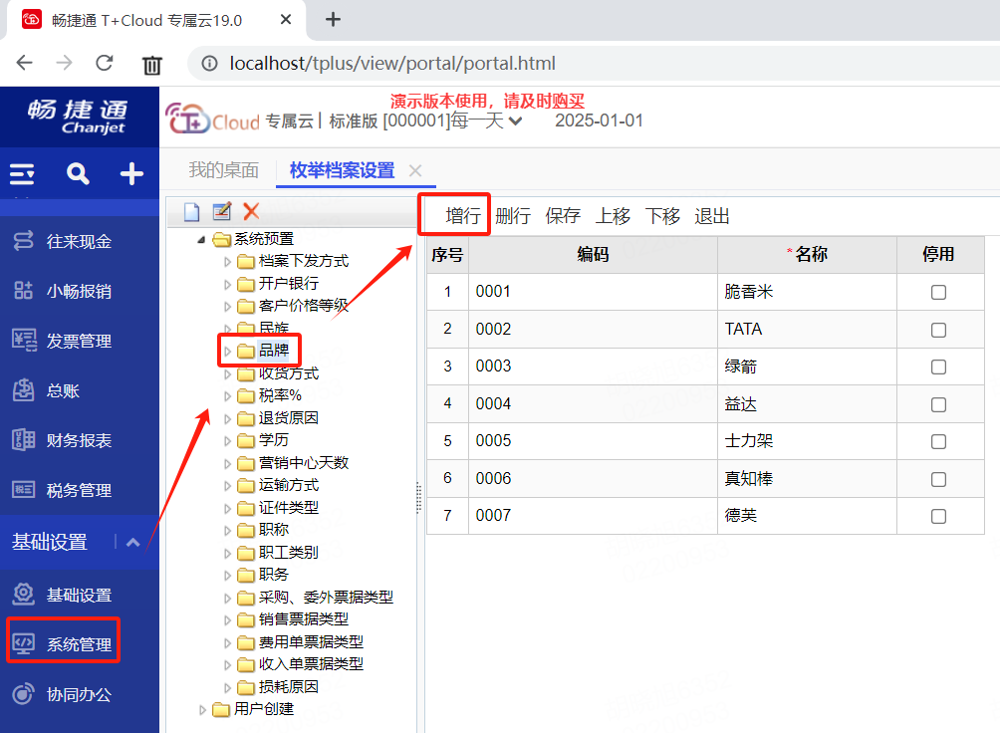 畅捷通 T+Cloud 专属云19.0
localhost/tplus/view/portal/portal.html
畅捷通
Chanjet
T+ Cloud 专属云 | 标准版 [000001]每一天 2025-01-01
演示版本使用，请及时购买
我的桌面 枚举档案设置
往来现金
小畅报销
发票管理
总账
财务报表
税务管理
基础设置
基础设置
系统管理
协同办公
系统预置
档案下发方式
开户银行
客户价格等级
民族
品牌
收货方式
税率%
退货原因
学历
营销中心天数
运输方式
证件类型
职称
职工类别
职务
采购、委外票据类型
销售票据类型
费用单票据类型
收入单票据类型
损耗原因
用户创建
增行 删行 保存 上移 下移 退出
序号 编码 *名称 停用
1 0001 脆香米
2 0002 TATA
3 0003 绿箭
4 0004 益达
5 0005 士力架
6 0006 真知棒
7 0007 德芙